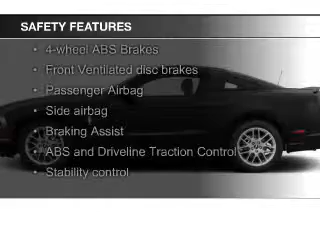 SAFETY FEATURES
• 4-wheel ABS Brakes
• Front Ventilated disc brakes
• Passenger Airbag
• Side airbag
• Braking Assist
• ABS and Driveline Traction Control
• Stability control